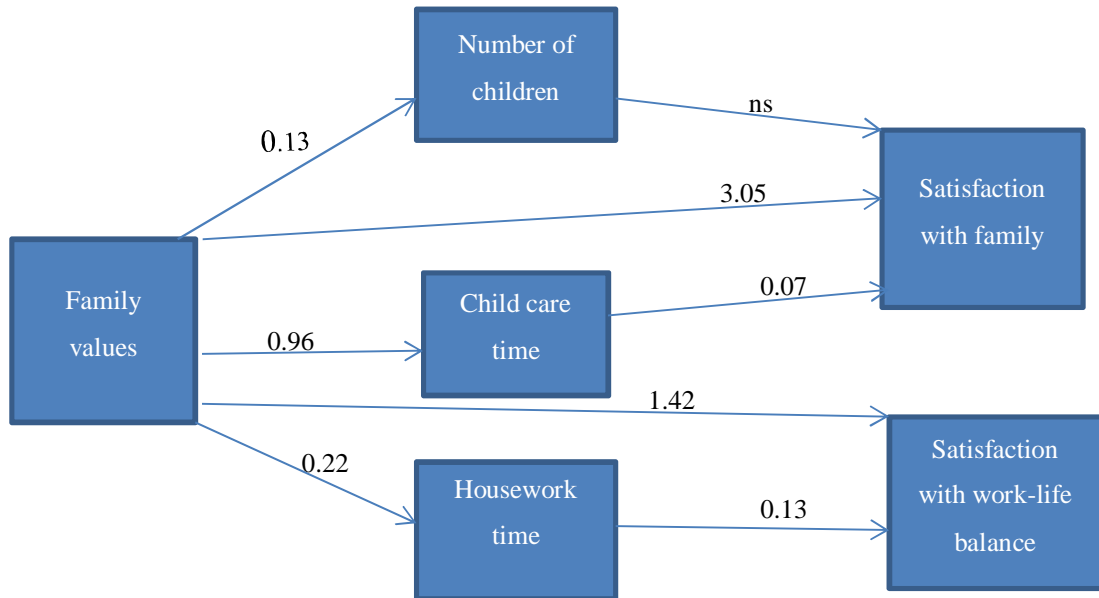 Number of
children
ns
0.13
3.05
Satisfaction
with family
Family
values
Child care
time
0.07
0.96
1.42
0.22
Housework
time
0.13
Satisfaction
with work-life
balance